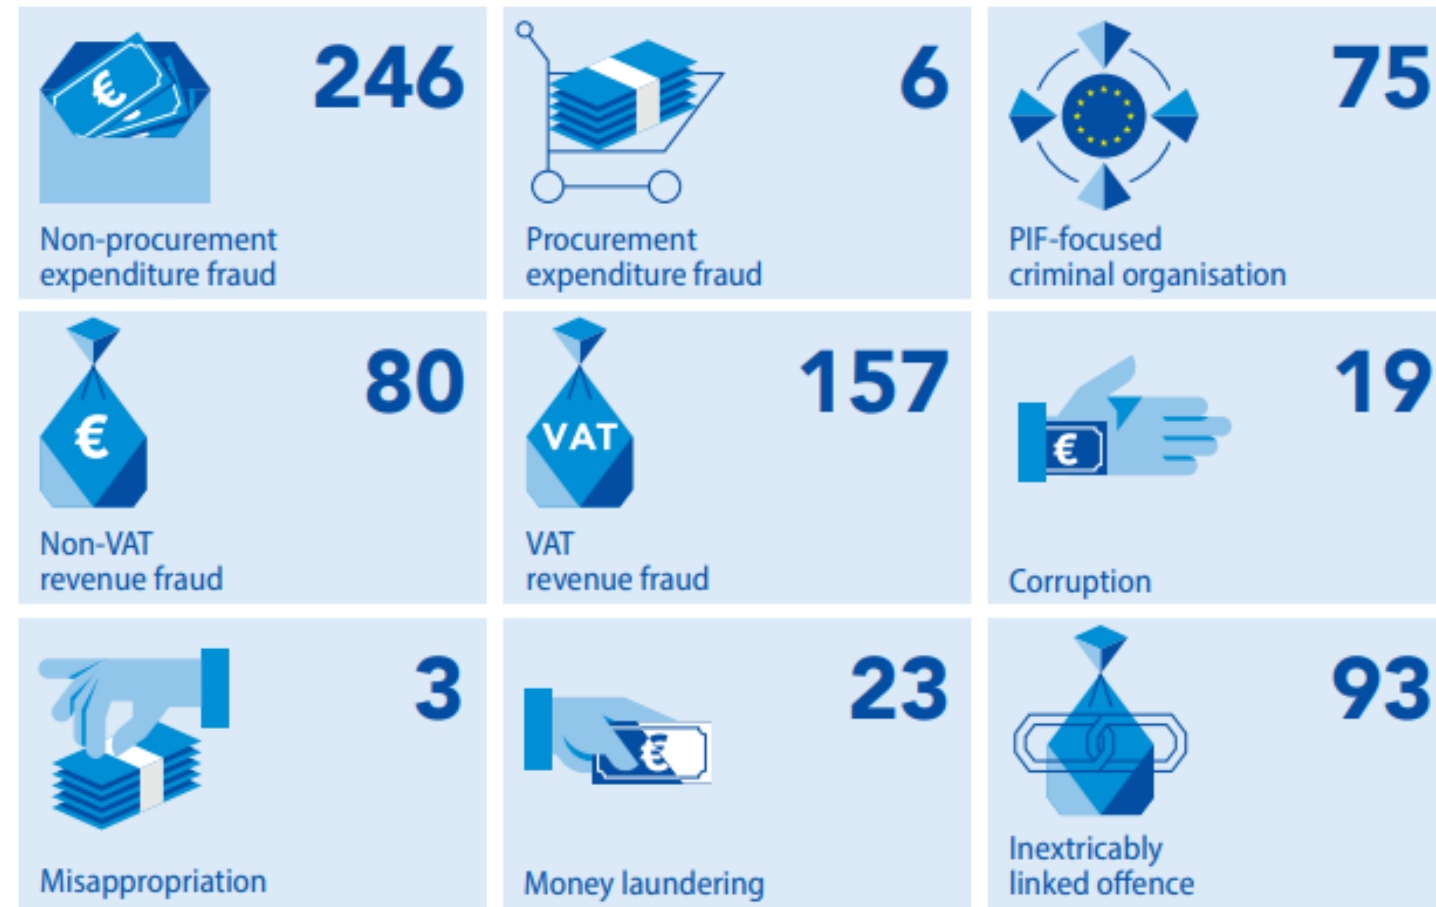 €
246
Non-procurement
expenditure fraud
6
Procurement
expenditure fraud
75
PIF-focused
criminal organisation
€
80
Non-VAT
revenue fraud
VAT
157
VAT
revenue fraud
€
19
Corruption
3
Misappropriation
€
23
Money laundering
93
Inextricably
linked offence